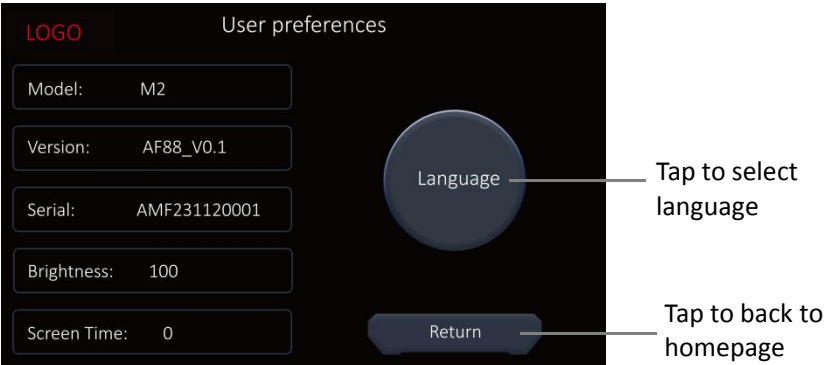 LOGO
User preferences
Model: M2
Version: AF88_V0.1
Serial: AMF231120001
Brightness: 100
Screen Time: 0
Language
Return
Tap to select
language
Tap to back to
homepage